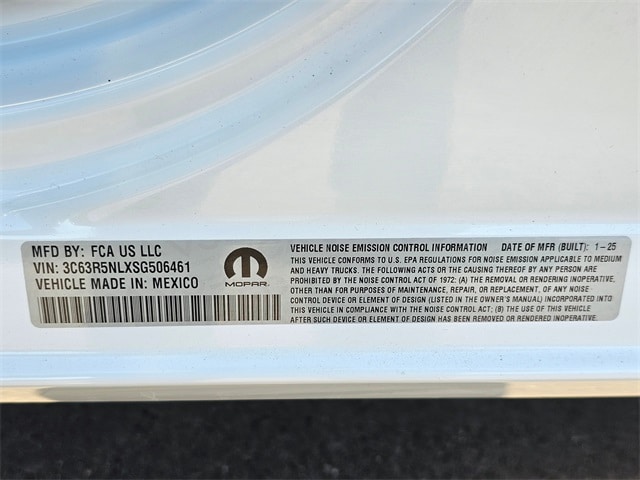 MFD BY: FCA US LLC
VIN: 3C63R5NLXSG506461
VEHICLE MADE IN: MEXICO
MOPAR®
VEHICLE NOISE EMISSION CONTROL INFORMATION DATE OF MFR (BUILT): 1-25
THIS VEHICLE CONFORMS TO U.S. EPA REGULATIONS FOR NOISE EMISSION APPLICABLE TO MEDIUM
AND HEAVY TRUCKS. THE FOLLOWING ACTS OR THE CAUSING THEREOF BY ANY PERSON ARE
PROHIBITED BY THE NOISE CONTROL ACT OF 1972: (A) THE REMOVAL OR RENDERING INOPERATIVE,
OTHER THAN FOR PURPOSES OF MAINTENANCE, REPAIR, OR REPLACEMENT, OF ANY NOISE
CONTROL DEVICE OR ELEMENT OF DESIGN (LISTED IN THE OWNER'S MANUAL) INCORPORATED INTO
THIS VEHICLE IN COMPLIANCE WITH THE NOISE CONTROL ACT; (B) THE USE OF THIS VEHICLE
AFTER SUCH DEVICE OR ELEMENT OF DESIGN HAS BEEN REMOVED OR RENDERED INOPERATIVE.